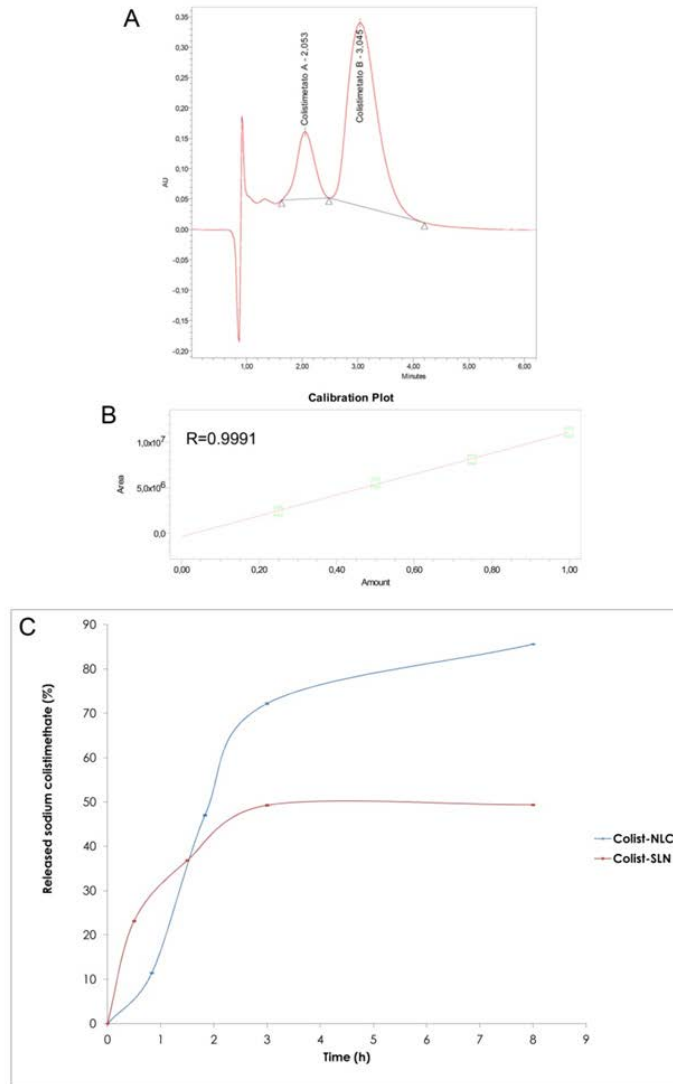 A
0,35
0,30
0,25
0,20
0,15
0,10
0,05
0,00
-0,05
-0,10
-0,15
-0,20
AU
Colistimetato A - 2,053
Colistimetato B - 3,045
1,00 2,00 3,00 4,00 5,00 6,00
Minutes
Calibration Plot
B
R=0.9991
1,0x10⁷
5,0x10⁶
0,0
Area
0,00 0,20 0,40 0,60 0,80 1,00
Amount
C
90
80
70
60
50
40
30
20
10
0
Released sodium colistimethate (%)
Colist-NLC
Colist-SLN
0 1 2 3 4 5 6 7 8 9
Time (h)